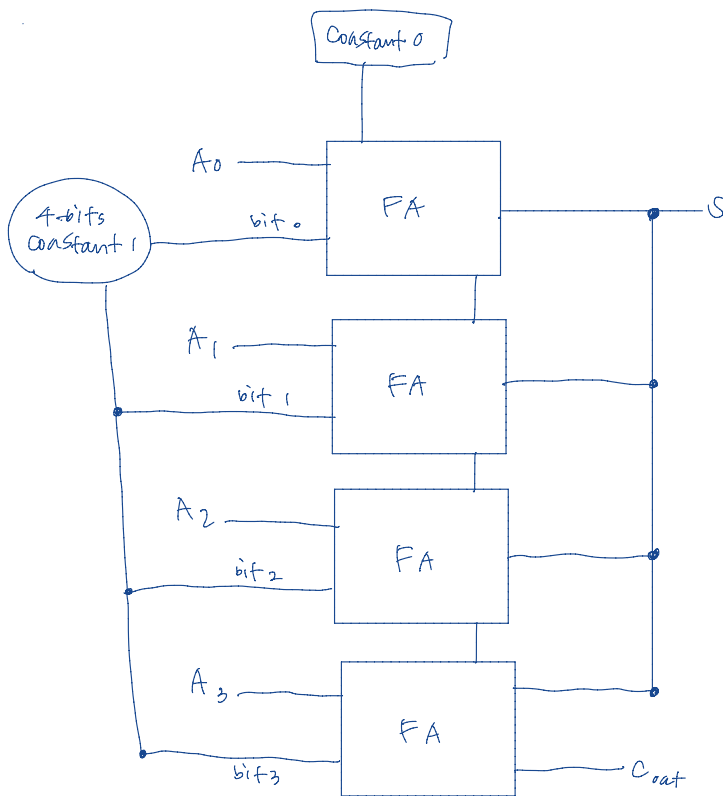 Constant 0
A0
FA
S
4-bits
constant 1
bit 0
A1
FA
bit 1
A2
FA
bit 2
A3
FA
bit 3
Cout